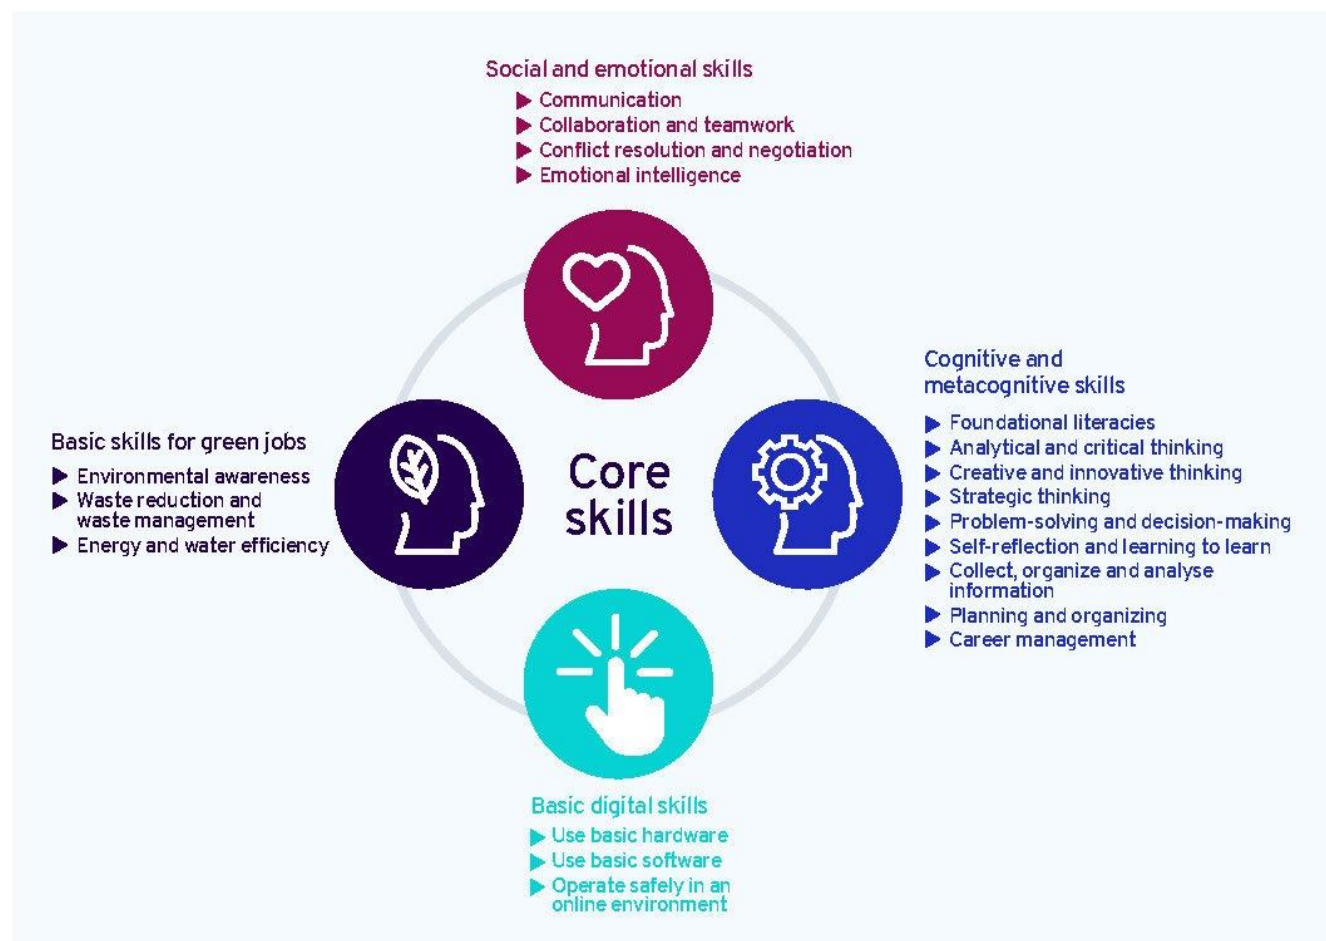 Social and emotional skills
Communication
Collaboration and teamwork
Conflict resolution and negotiation
Emotional intelligence
Cognitive and
metacognitive skills
Foundational literacies
Analytical and critical thinking
Creative and innovative thinking
Strategic thinking
Problem-solving and decision-making
Self-reflection and learning to learn
Collect, organize and analyse
information
Planning and organizing
Career management
Basic skills for green jobs
Environmental awareness
Waste reduction and
waste management
Energy and water efficiency
Core
skills
Basic digital skills
Use basic hardware
Use basic software
Operate safely in an
online environment